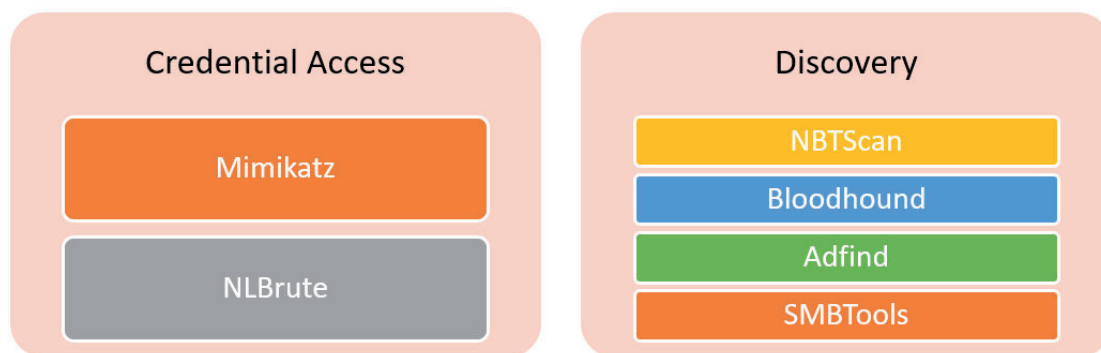 Credential Access
Mimikatz
NLBrute
Discovery
NBTScan
Bloodhound
Adfind
SMBTools